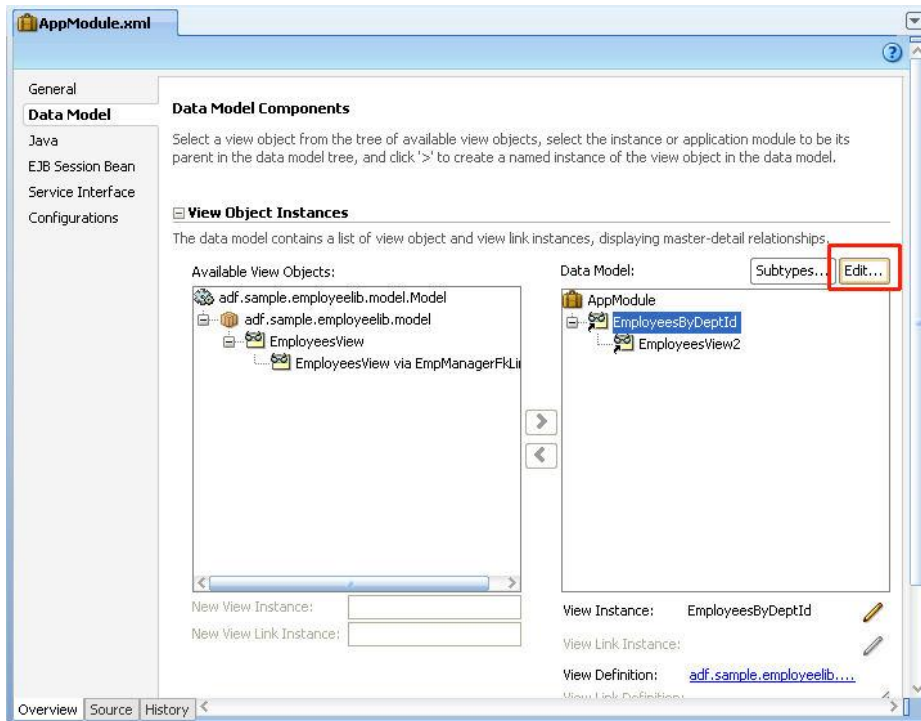 AppModule.xml
General
Data Model
Java
EJB Session Bean
Service Interface
Configurations
Data Model Components
Select a view object from the tree of available view objects, select the instance or application module to be its
parent in the data model tree, and click '>' to create a named instance of the view object in the data model.
View Object Instances
The data model contains a list of view object and view link instances, displaying master-detail relationships.
Available View Objects:
adf.sample.employeelib.model.Model
adf.sample.employeelib.model
EmployeesView
EmployeesView via EmpManagerFkLi
Data Model:
Subtypes...
Edit...
AppModule
EmployeesByDeptId
EmployeesView2
New View Instance:
New View Link Instance:
View Instance: EmployeesByDeptId
View Link Instance:
View Definition: adf.sample.employeelib....
View Link Definition:
Overview Source History